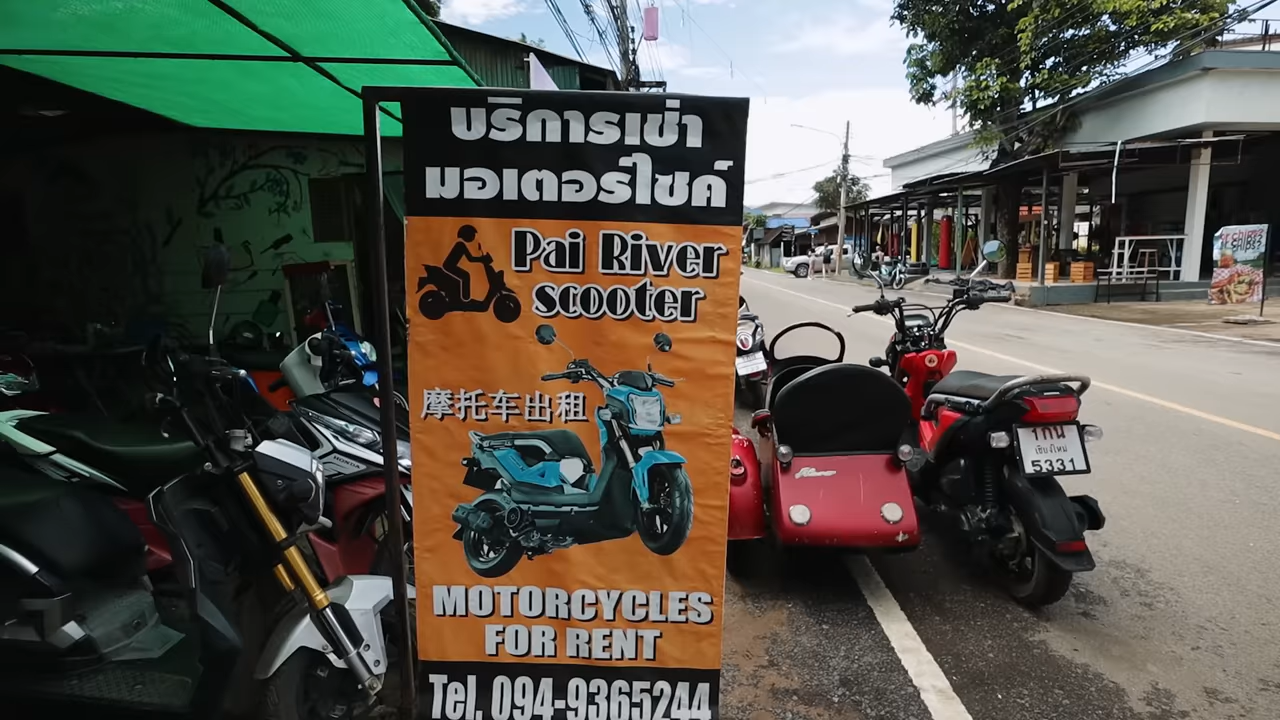 บริการเช่า
มอเตอร์ไซค์
Pai River
scooter
摩托车出租
MOTORCYCLES
FOR RENT
Tel. 094-9365244
HONDA
1กน
เชียงใหม่
5331